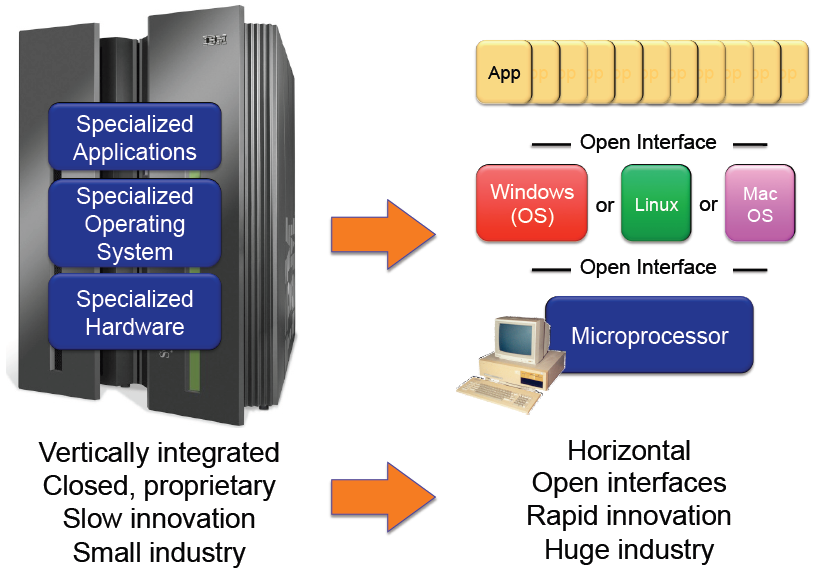 IBM
Specialized
Applications
Specialized
Operating
System
Specialized
Hardware
Vertically integrated
Closed, proprietary
Slow innovation
Small industry
App
Open Interface
Windows
(OS)
or
Linux
or
Mac
OS
Open Interface
Microprocessor
Horizontal
Open interfaces
Rapid innovation
Huge industry